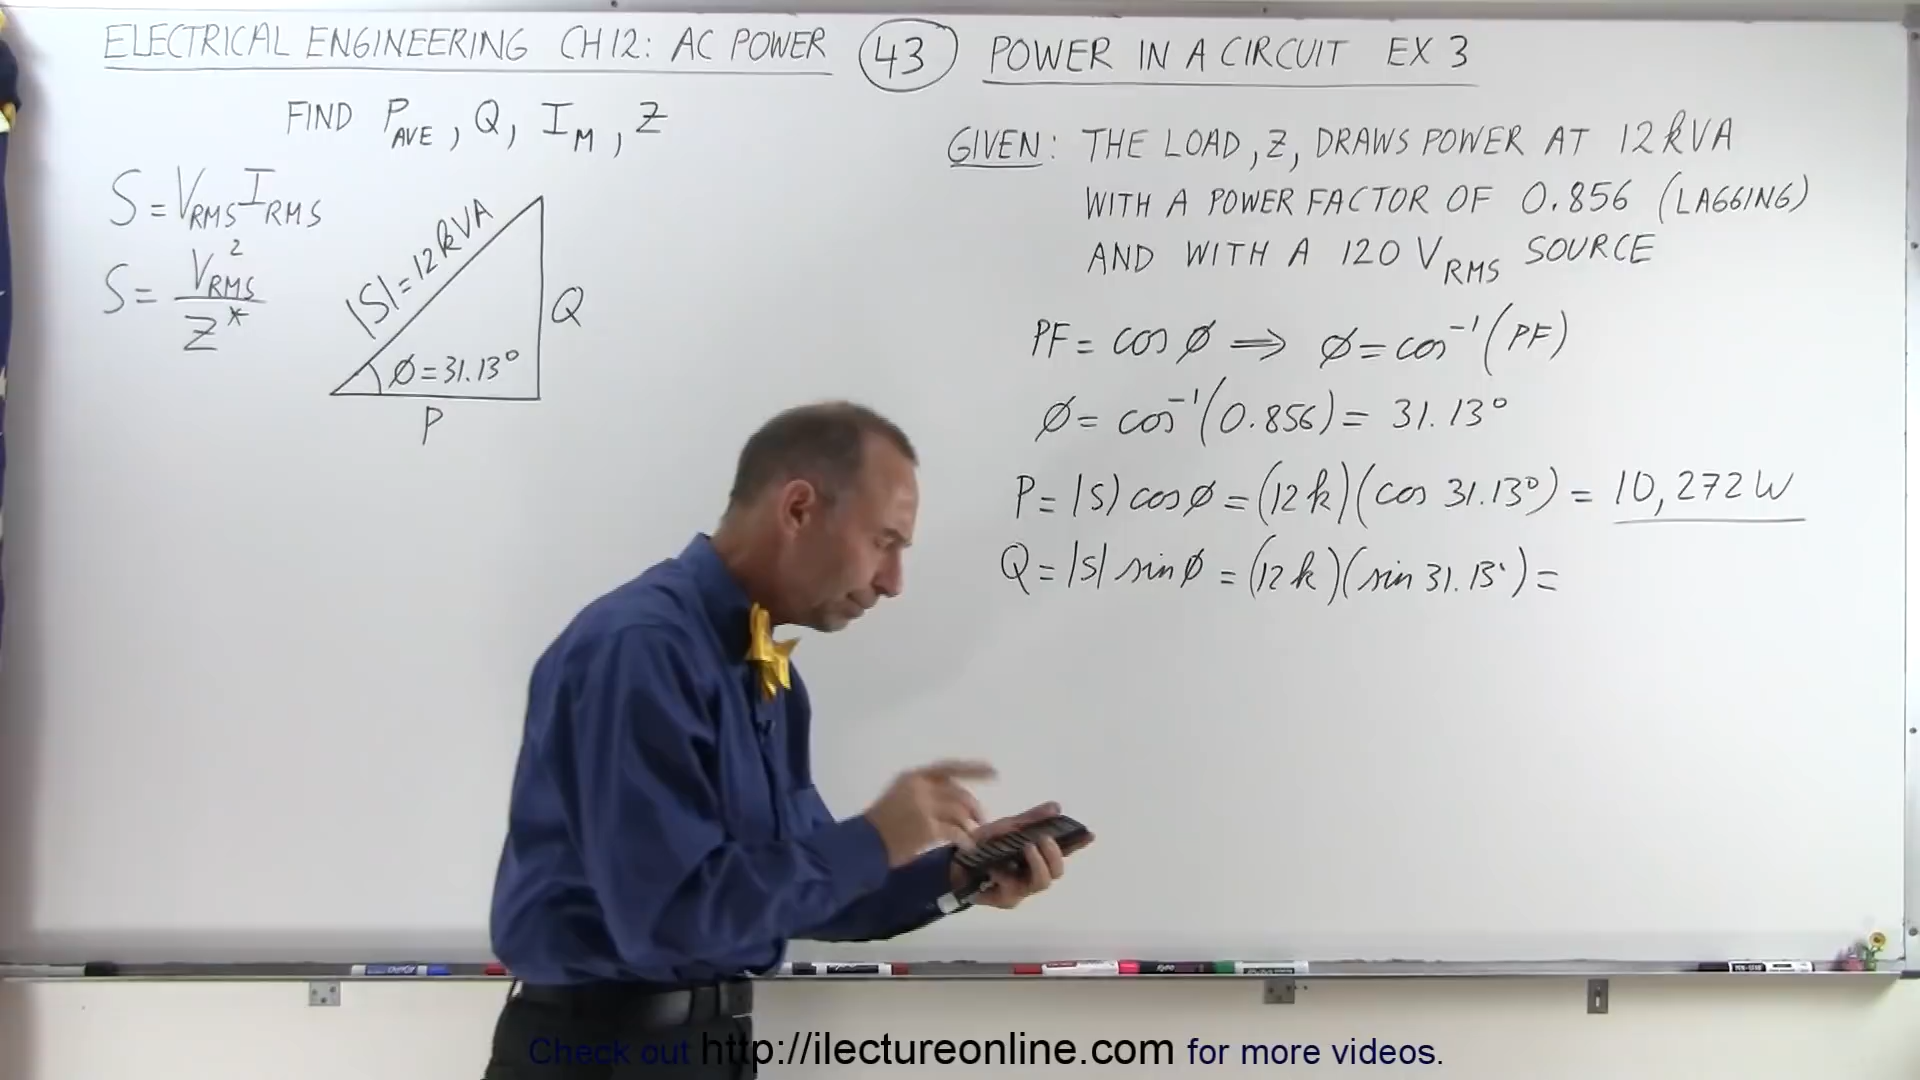 ELECTRICAL ENGINEERING CH 12: AC POWER 43 POWER IN A CIRCUIT EX 3
FIND P_AVE, Q, I_M, Z
S = V_RMS I_RMS
S = V_RMS² / Z*
|S| = 12 kVA
Q
ø = 31.13°
P
GIVEN: THE LOAD, Z, DRAWS POWER AT 12 kVA
WITH A POWER FACTOR OF 0.856 (LAGGING)
AND WITH A 120 V_RMS SOURCE
PF = cos ø ⟹ ø = cos⁻¹(PF)
ø = cos⁻¹(0.856) = 31.13°
P = |S| cos ø = (12 k)(cos 31.13°) = 10,272 W
Q = |S| sin ø = (12 k)(sin 31.13°) =
Check out http://ilectureonline.com for more videos.